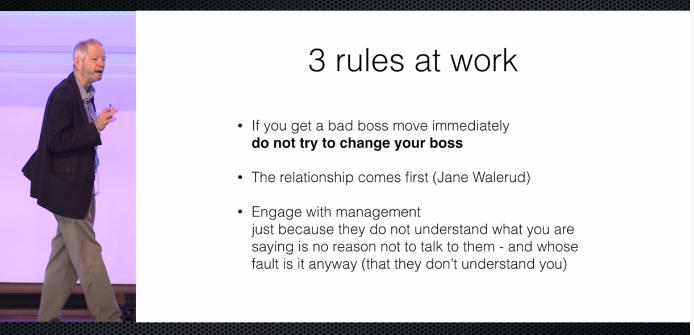 3 rules at work
• If you get a bad boss move immediately
do not try to change your boss
• The relationship comes first (Jane Walerud)
• Engage with management
just because they do not understand what you are
saying is no reason not to talk to them - and whose
fault is it anyway (that they don't understand you)